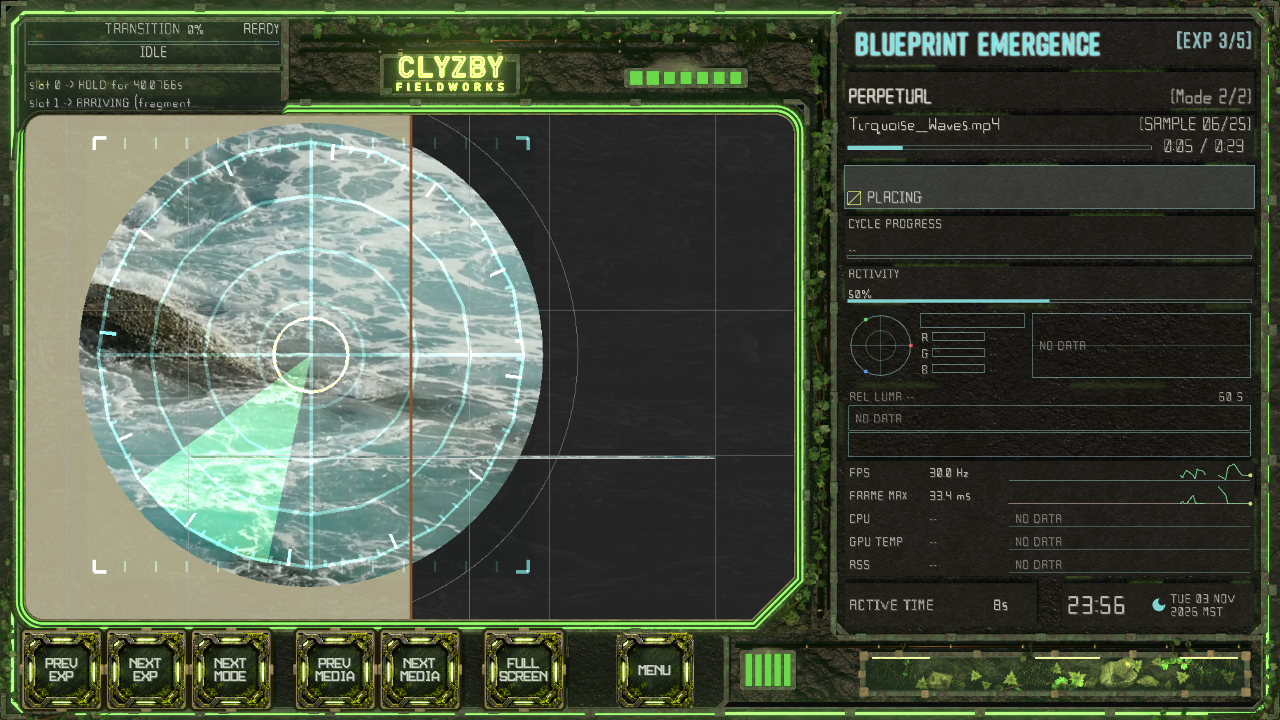 TRANSITION 0% READY
IDLE
slot 0 -> HOLD for 40.0766s
slot 1 -> ARRIVING (fragment
CLYZBY
FIELDWORKS
BLUEPRINT EMERGENCE [EXP 3/5]
PERPETUAL (Mode 2/2)
Turquoise_Waves.mp4 (SAMPLE 06/25)
0:05 / 0:29
PLACING
CYCLE PROGRESS
--
ACTIVITY
50%
R --
G --
B --
NO DATA
REL LUMA -- 60 S
NO DATA
FPS 30.0 Hz
FRAME MAX 33.4 mS
CPU -- NO DATA
GPU TEMP -- NO DATA
RSS -- NO DATA
ACTIVE TIME 8s
23:56
TUE 03 NOV
2026 MST
PREV
EXP
NEXT
EXP
NEXT
MODE
PREV
MEDIA
NEXT
MEDIA
FULL
SCREEN
MENU